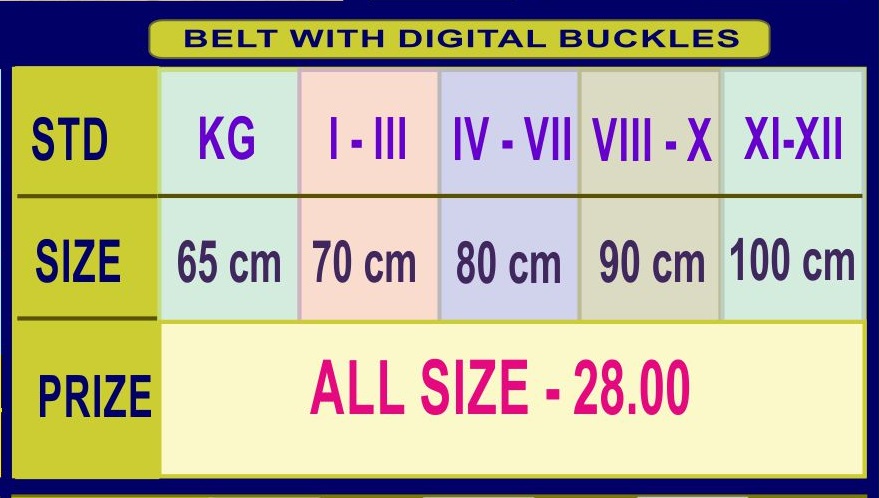 BELT WITH DIGITAL BUCKLES
STD KG I - III IV - VII VIII - X XI-XII
SIZE 65 cm 70 cm 80 cm 90 cm 100 cm
PRIZE ALL SIZE - 28.00